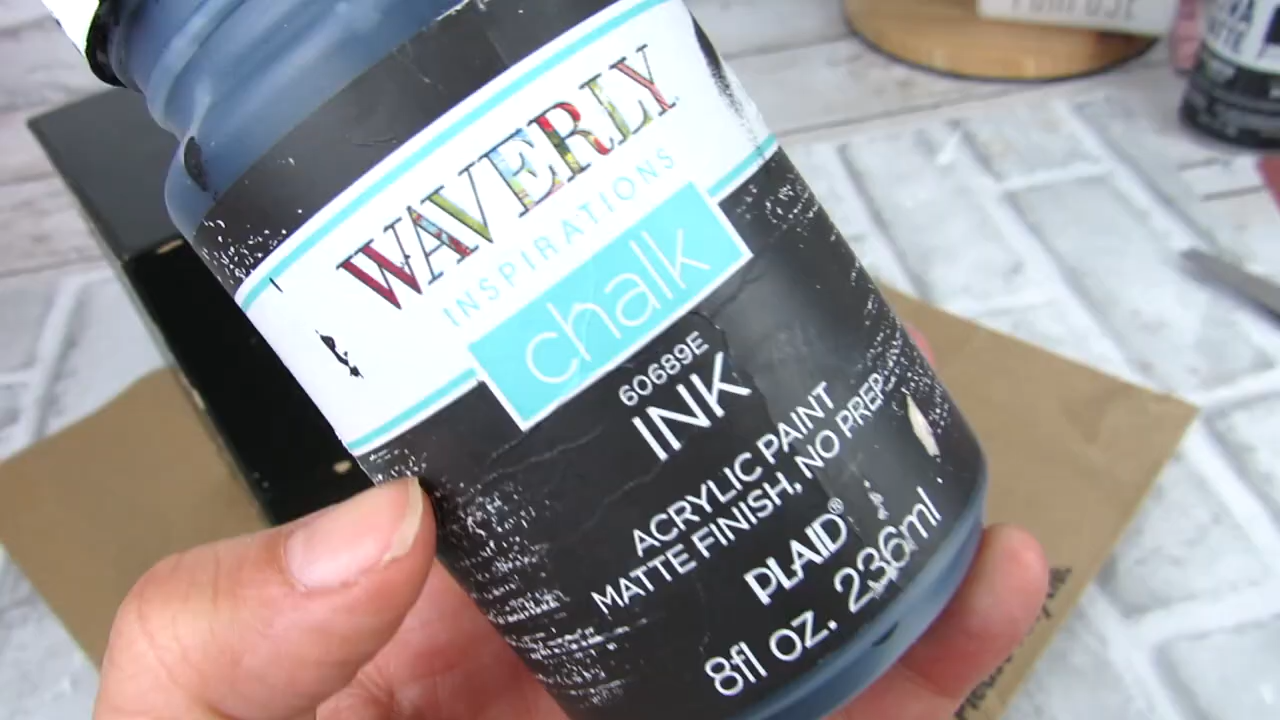 WAVERLY
INSPIRATIONS
chalk
60689E
INK
ACRYLIC PAINT
MATTE FINISH, NO PREP
PLAID®
8fl oz. 236ml